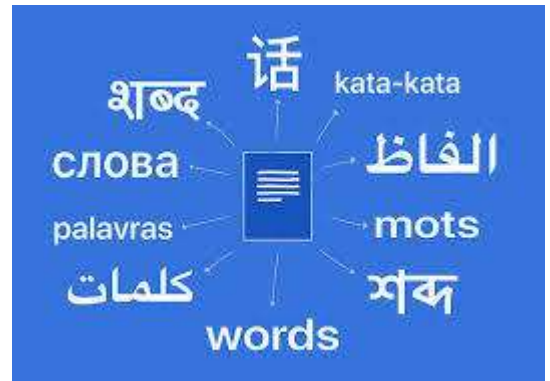 话
kata-kata
शब्द
الفاظ
слова
mots
palavras
শব্দ
كلمات
words